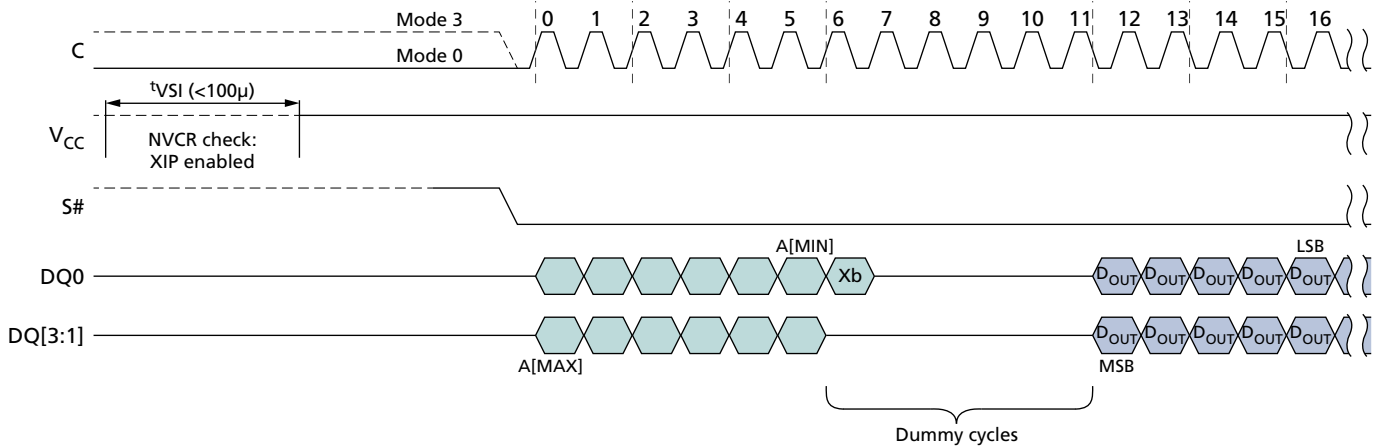 Mode 3
0 1 2 3 4 5 6 7 8 9 10 11 12 13 14 15 16
C
Mode 0
tVSI (<100µ)
VCC
NVCR check:
XIP enabled
S#
A[MIN]
LSB
DQ0
Xb
DOUT DOUT DOUT DOUT DOUT
DQ[3:1]
DOUT DOUT DOUT DOUT DOUT
A[MAX]
MSB
Dummy cycles